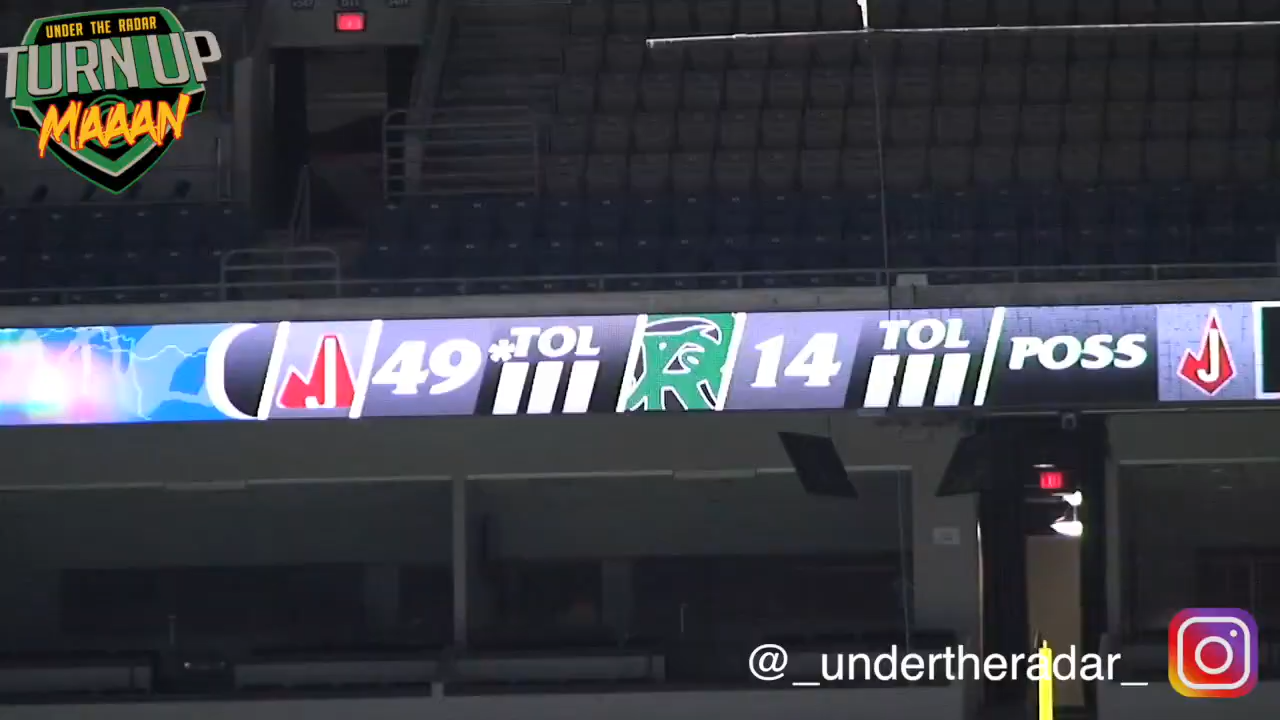 UNDER THE RADAR
TURN UP
MAAAN
J 49 *TOL R 14 TOL POSS J
@_undertheradar_